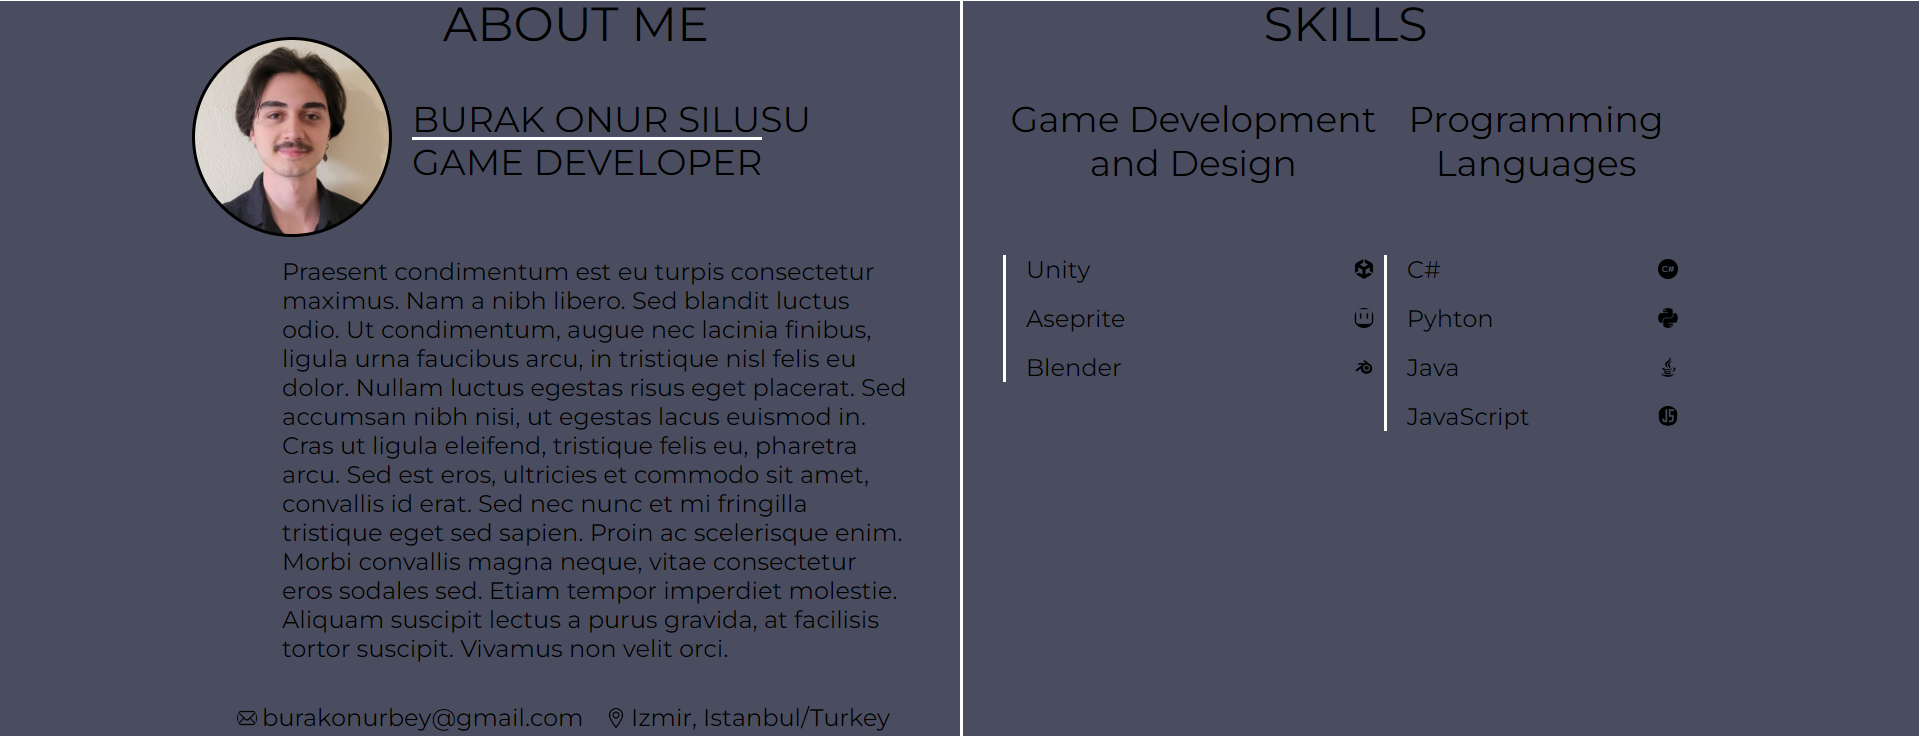 ABOUT ME
BURAK ONUR SILUSU
GAME DEVELOPER
Praesent condimentum est eu turpis consectetur
maximus. Nam a nibh libero. Sed blandit luctus
odio. Ut condimentum, augue nec lacinia finibus,
ligula urna faucibus arcu, in tristique nisl felis eu
dolor. Nullam luctus egestas risus eget placerat. Sed
accumsan nibh nisi, ut egestas lacus euismod in.
Cras ut ligula eleifend, tristique felis eu, pharetra
arcu. Sed est eros, ultricies et commodo sit amet,
convallis id erat. Sed nec nunc et mi fringilla
tristique eget sed sapien. Proin ac scelerisque enim.
Morbi convallis magna neque, vitae consectetur
eros sodales sed. Etiam tempor imperdiet molestie.
Aliquam suscipit lectus a purus gravida, at facilisis
tortor suscipit. Vivamus non velit orci.
burakonurbey@gmail.com
Izmir, Istanbul/Turkey
SKILLS
Game Development
and Design
Unity
Aseprite
Blender
Programming
Languages
C#
C#
Pyhton
Java
JavaScript
JS